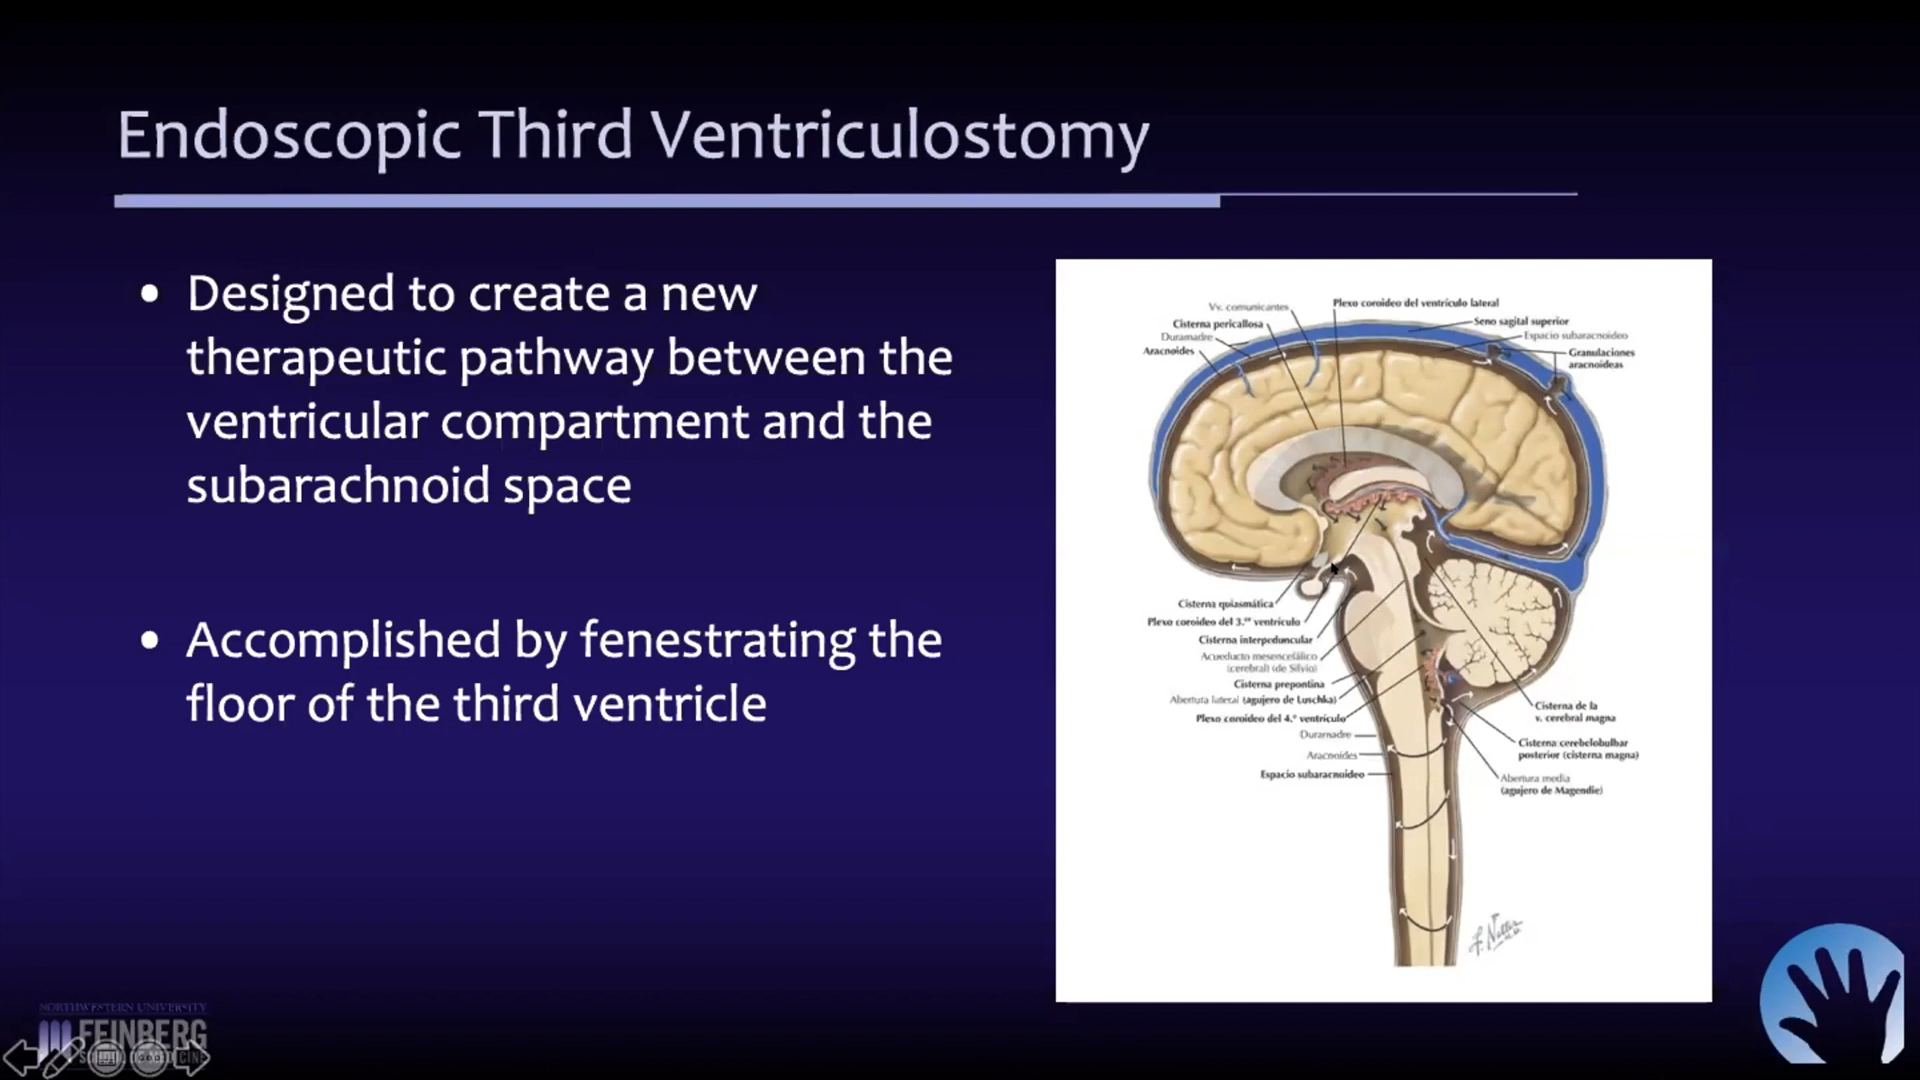 Endoscopic Third Ventriculostomy
• Designed to create a new
therapeutic pathway between the
ventricular compartment and the
subarachnoid space
• Accomplished by fenestrating the
floor of the third ventricle
Vv. comunicantes
Plexo coroideo del ventrículo lateral
Cisterna pericallosa
Seno sagital superior
Duramadre
Espacio subaracnoideo
Aracnoides
Granulaciones
aracnoideas
Cisterna quiasmática
Plexo coroideo del 3.er ventrículo
Cisterna interpeduncular
Acueducto mesencefálico
(cerebral) (de Silvio)
Cisterna prepontina
Abertura lateral (agujero de Luschka)
Plexo coroideo del 4.º ventrículo
Duramadre
Aracnoides
Espacio subaracnoideo
Cisterna de la
v. cerebral magna
Cisterna cerebelobulbar
posterior (cisterna magna)
Abertura media
(agujero de Magendie)
F. Netter
NORTHWESTERN UNIVERSITY
FEINBERG
SCHOOL OF MEDICINE